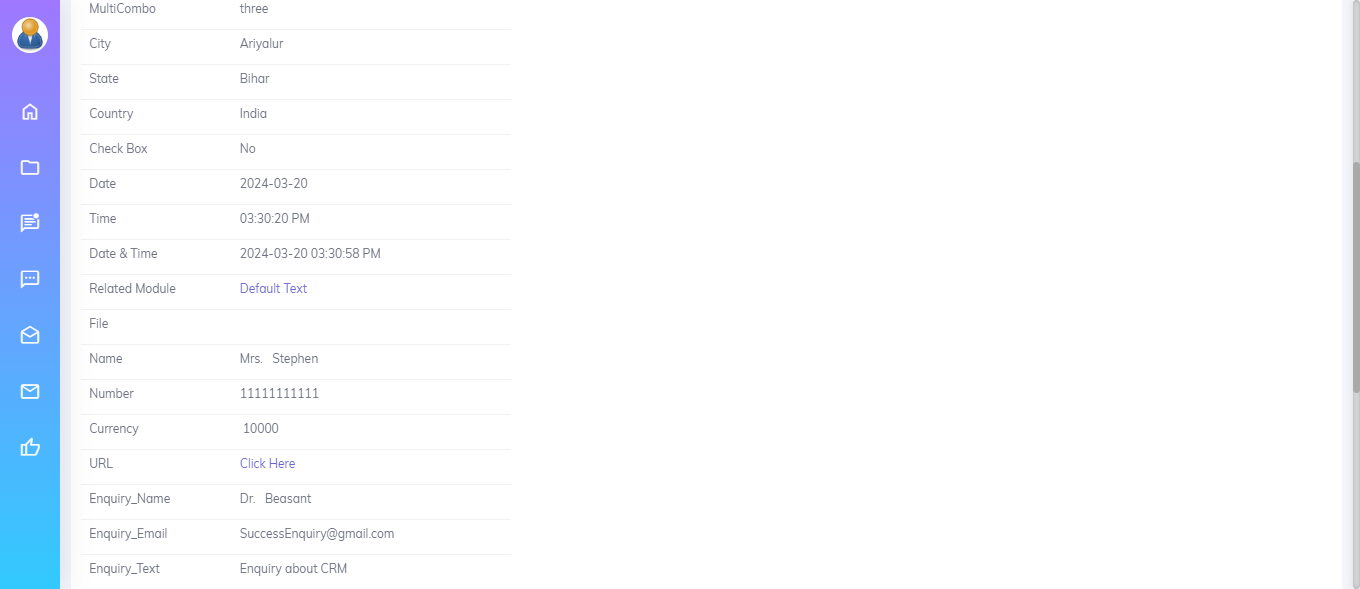 MultiCombo three
City Ariyalur
State Bihar
Country India
Check Box No
Date 2024-03-20
Time 03:30:20 PM
Date & Time 2024-03-20 03:30:58 PM
Related Module Default Text
File
Name Mrs. Stephen
Number 11111111111
Currency 10000
URL Click Here
Enquiry_Name Dr. Beasant
Enquiry_Email SuccessEnquiry@gmail.com
Enquiry_Text Enquiry about CRM